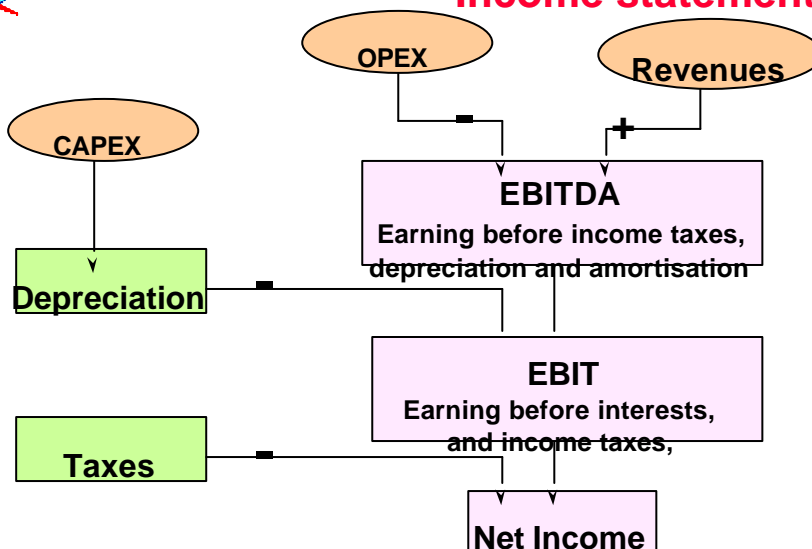 Income statement
OPEX
Revenues
CAPEX
EBITDA
Earning before income taxes,
depreciation and amortisation
Depreciation
EBIT
Earning before interests,
and income taxes,
Taxes
Net Income